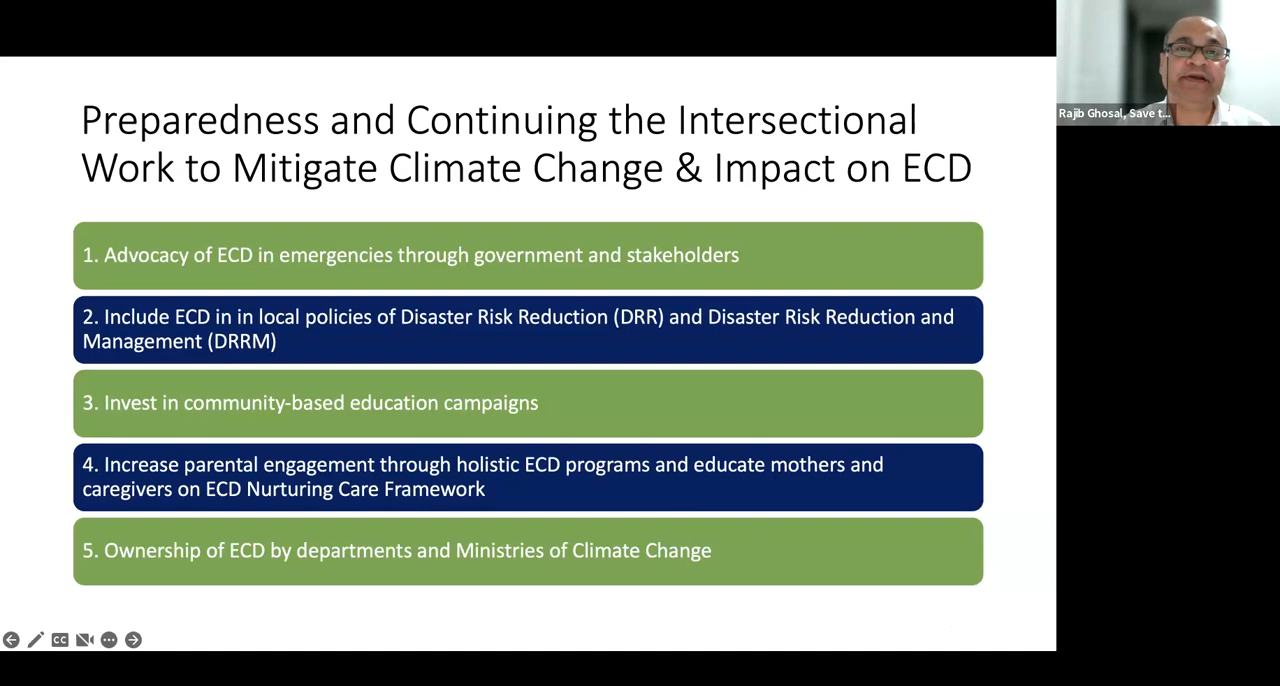 Preparedness and Continuing the Intersectional
Work to Mitigate Climate Change & Impact on ECD
1. Advocacy of ECD in emergencies through government and stakeholders
2. Include ECD in in local policies of Disaster Risk Reduction (DRR) and Disaster Risk Reduction and
Management (DRRM)
3. Invest in community-based education campaigns
4. Increase parental engagement through holistic ECD programs and educate mothers and
caregivers on ECD Nurturing Care Framework
5. Ownership of ECD by departments and Ministries of Climate Change
Rajib Ghosal, Save t...
CC